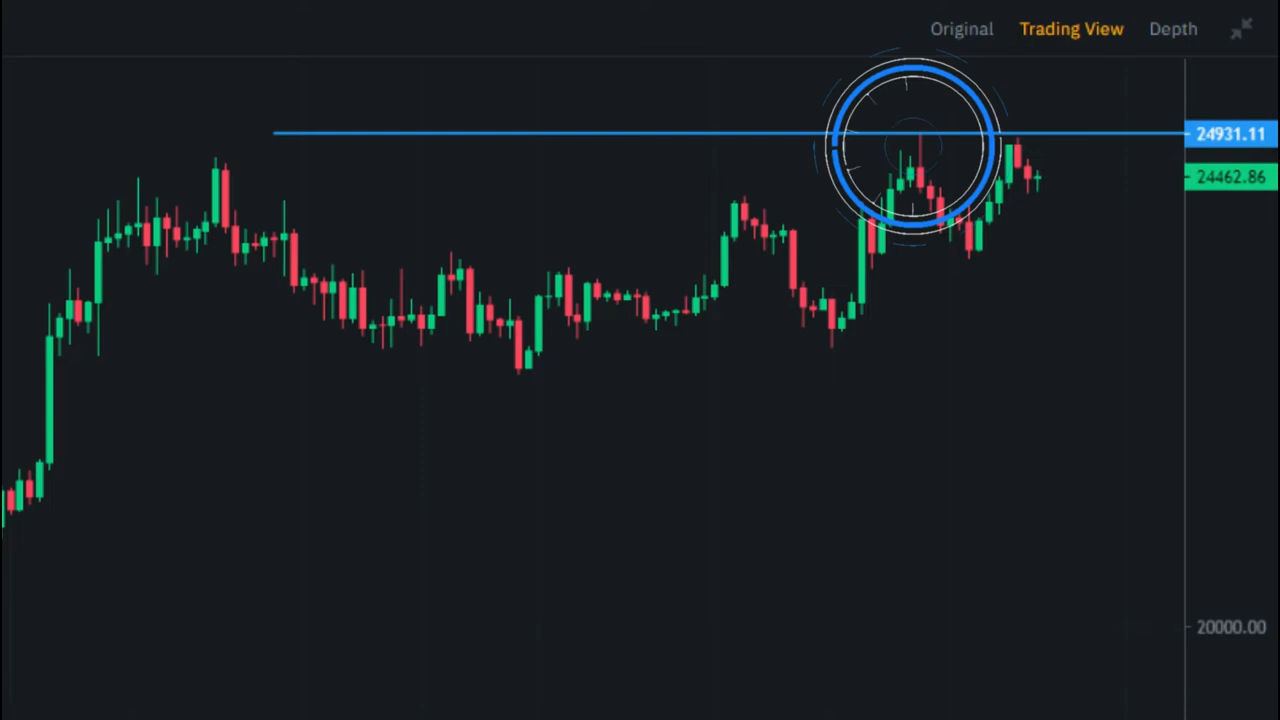 Original Trading View Depth
24931.11
24462.86
20000.00